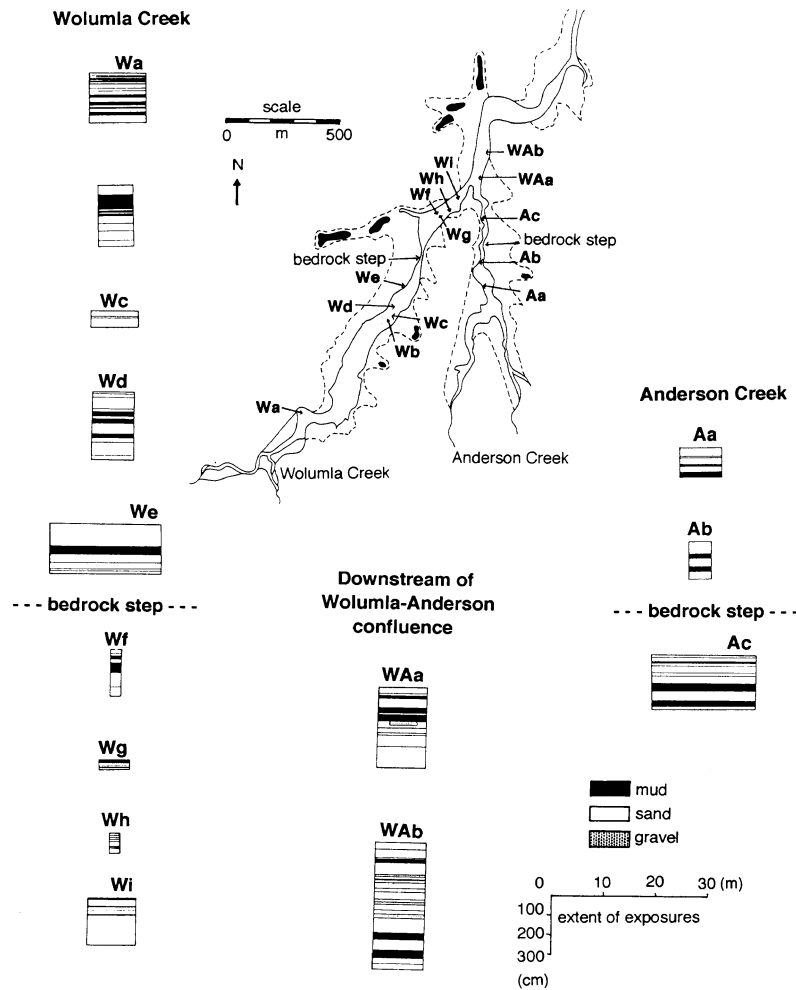 Wolumla Creek
Wa
scale
0 m 500
N
WAb
Wi
WAa
Wh
Wf
Ac
Wg
bedrock step
bedrock step
Ab
We
Aa
Wc
Wd
Wc
Wb
Wd
Anderson Creek
Wa
Aa
Anderson Creek
Wolumla Creek
We
Ab
Downstream of
Wolumla-Anderson
confluence
--- bedrock step ---
--- bedrock step ---
Wf
Ac
WAa
Wg
mud
sand
Wh
WAb
gravel
Wi
0 10 20 30 (m)
100
extent of exposures
200
300
(cm)